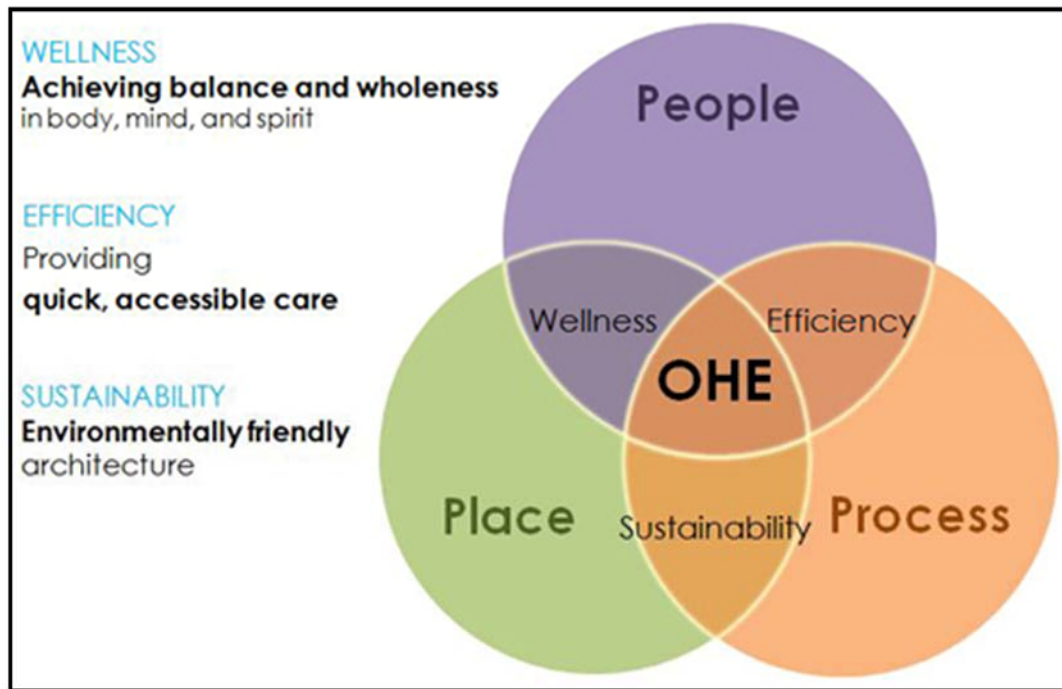 WELLNESS
Achieving balance and wholeness
in body, mind, and spirit
EFFICIENCY
Providing
quick, accessible care
SUSTAINABILITY
Environmentally friendly
architecture
People
Wellness
Efficiency
OHE
Place
Sustainability
Process